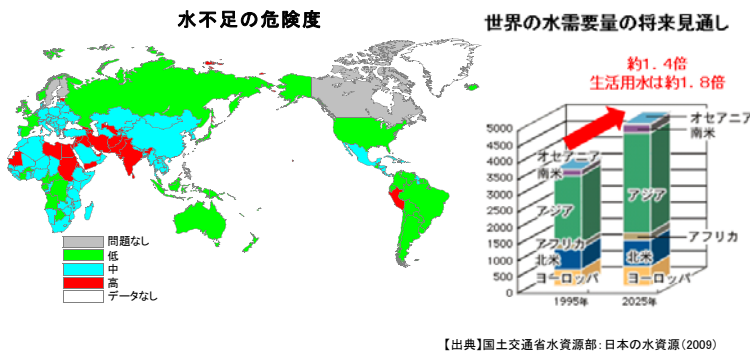 水不足の危険度
問題なし
低
中
高
データなし
世界の水需要量の将来見通し
約1.4倍
生活用水は約1.8倍
5000
4500
4000
3500
3000
2500
2000
1500
1000
500
0
オセアニア
南米
アジア
アフリカ
北米
ヨーロッパ
オセアニア
南米
アジア
アフリカ
北米
ヨーロッパ
1995年
2025年
【出典】国土交通省水資源部:日本の水資源(2009)